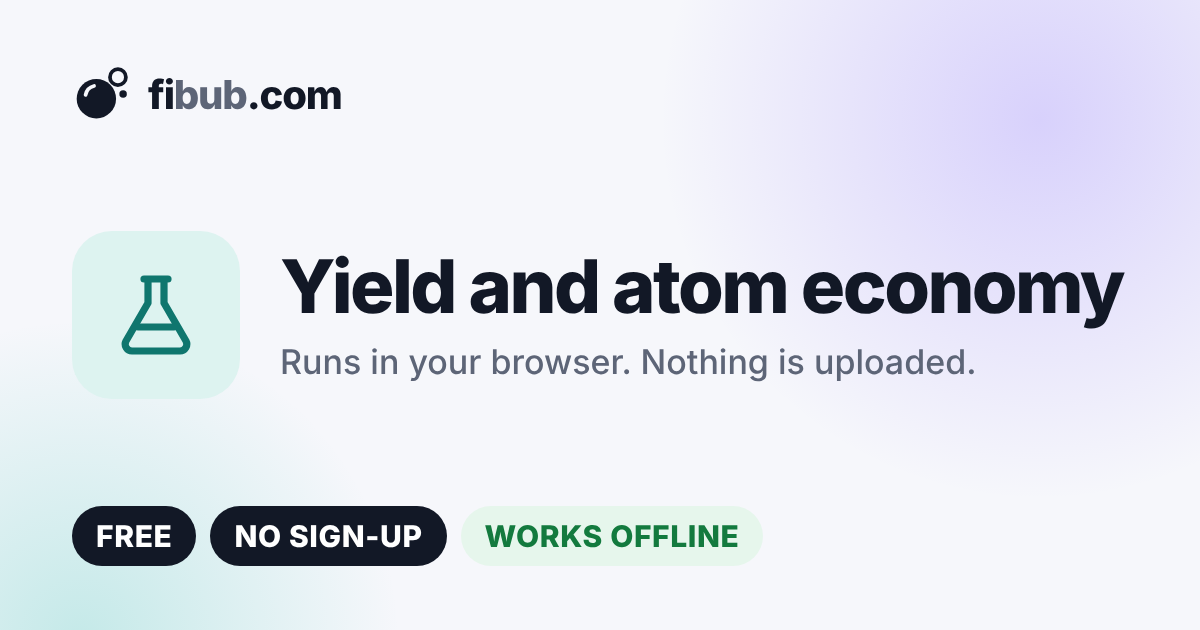 fibub.com
Yield and atom economy
Runs in your browser. Nothing is uploaded.
FREE NO SIGN-UP WORKS OFFLINE